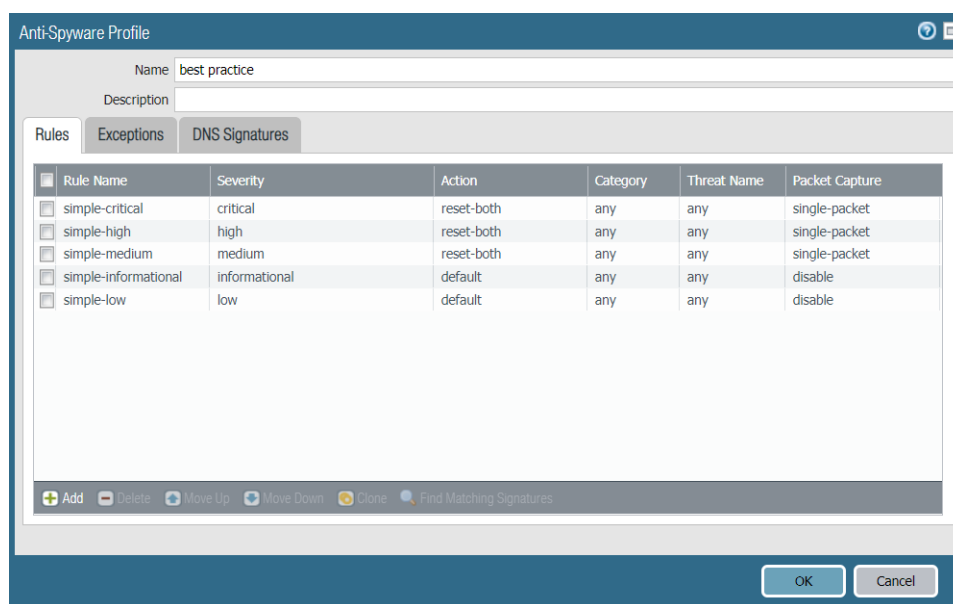 Anti-Spyware Profile
Name best practice
Description
Rules Exceptions DNS Signatures
Rule Name Severity Action Category Threat Name Packet Capture
simple-critical critical reset-both any any single-packet
simple-high high reset-both any any single-packet
simple-medium medium reset-both any any single-packet
simple-informational informational default any any disable
simple-low low default any any disable
Add Delete Move Up Move Down Clone Find Matching Signatures
OK Cancel